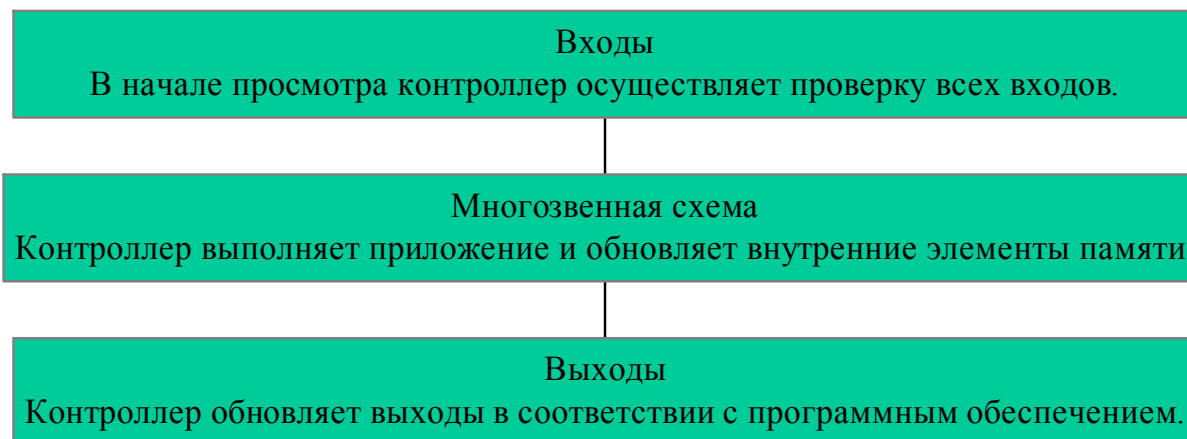 Входы
В начале просмотра контроллер осуществляет проверку всех входов.
Многозвенная схема
Контроллер выполняет приложение и обновляет внутренние элементы памяти
Выходы
Контроллер обновляет выходы в соответствии с программным обеспечением.